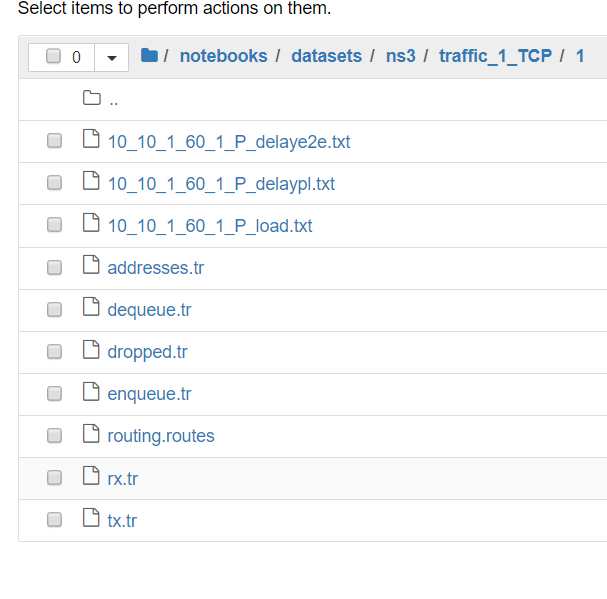 Select items to perform actions on them.
0 / notebooks / datasets / ns3 / traffic_1_TCP / 1
..
10_10_1_60_1_P_delaye2e.txt
10_10_1_60_1_P_delaypl.txt
10_10_1_60_1_P_load.txt
addresses.tr
dequeue.tr
dropped.tr
enqueue.tr
routing.routes
rx.tr
tx.tr